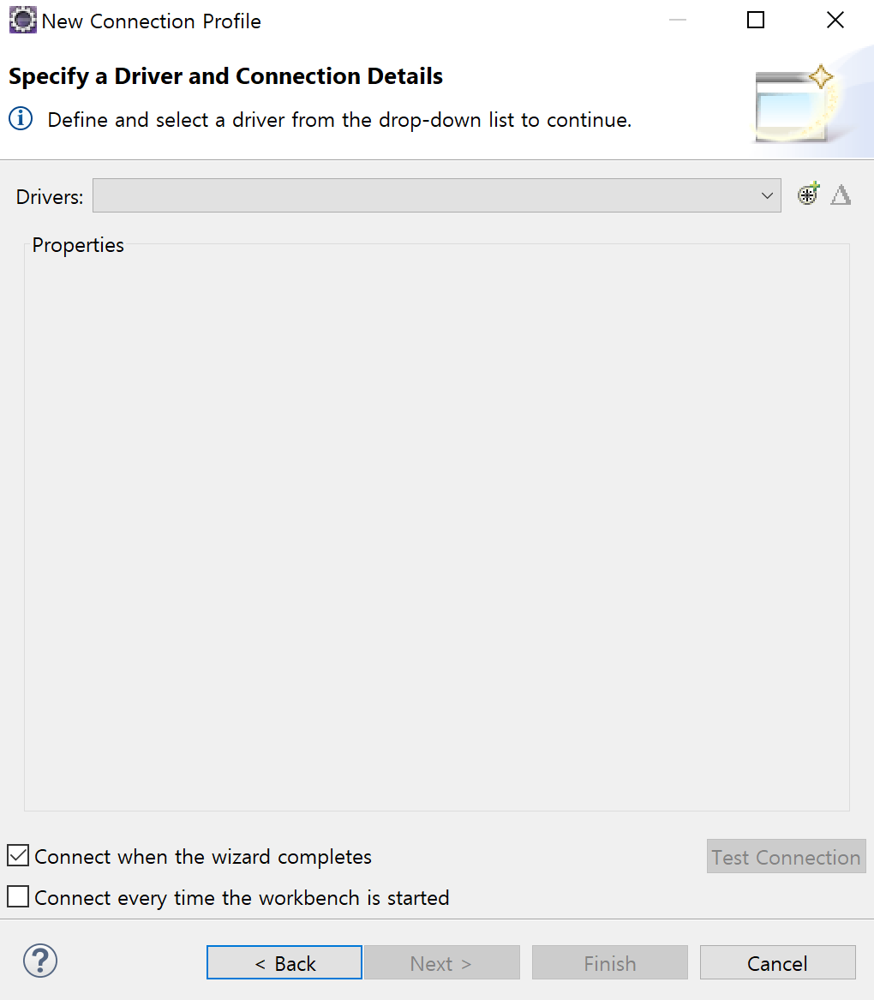 New Connection Profile
Specify a Driver and Connection Details
Define and select a driver from the drop-down list to continue.
Drivers:
Properties
Connect when the wizard completes
Test Connection
Connect every time the workbench is started
< Back
Next >
Finish
Cancel